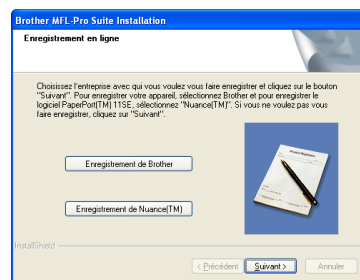 Brother MFL-Pro Suite Installation
Enregistrement en ligne
Choisissez l'entreprise avec qui vous voulez vous faire enregistrer et cliquez sur le bouton
"Suivant". Pour enregistrer votre appareil, sélectionnez Brother et pour enregistrer le
logiciel PaperPort(TM) 11SE, sélectionnez "Nuance(TM)". Si vous ne voulez pas vous
faire enregistrer, cliquez sur "Suivant".
Enregistrement de Brother
Enregistrement de Nuance(TM)
InstallShield
< Précédent
Suivant >
Annuler